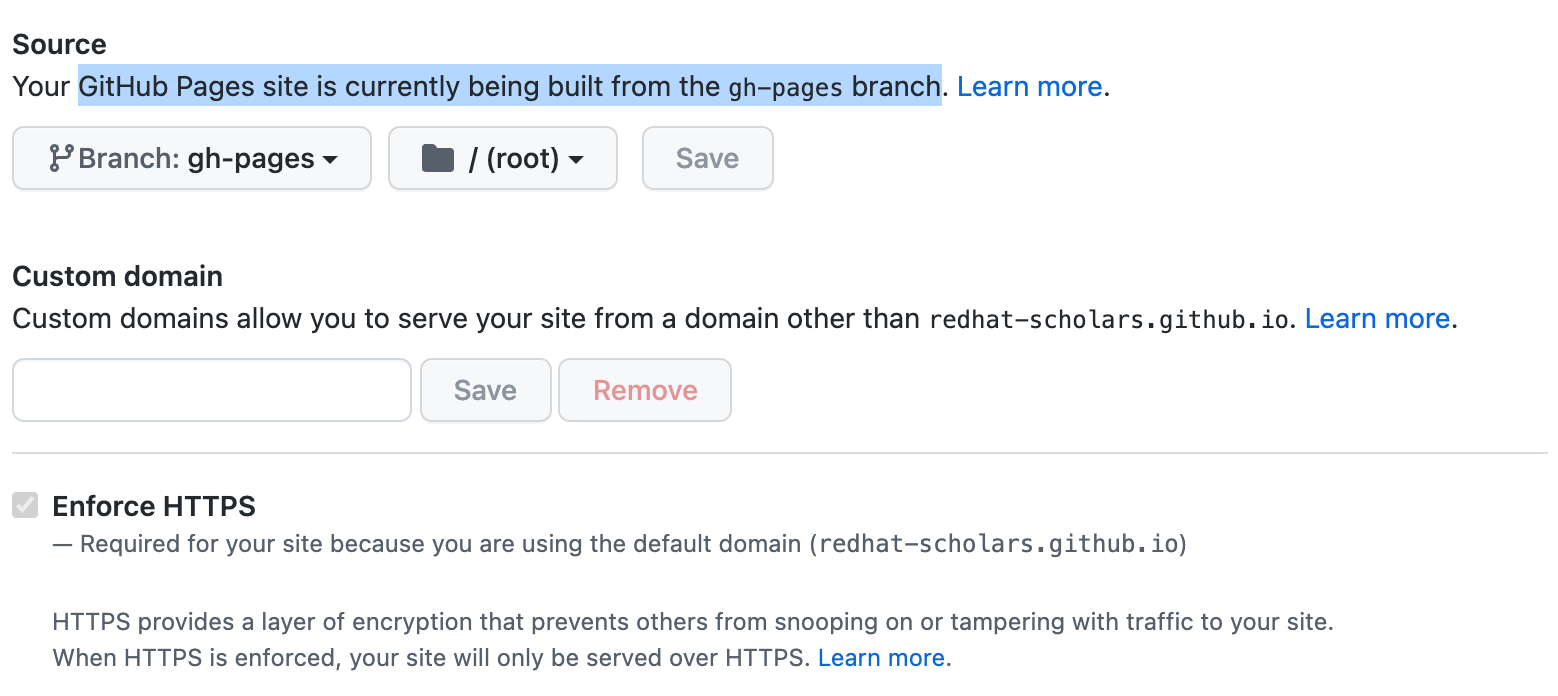 Source
Your GitHub Pages site is currently being built from the gh-pages branch. Learn more.
Branch: gh-pages / (root) Save
Custom domain
Custom domains allow you to serve your site from a domain other than redhat-scholars.github.io. Learn more.
Save Remove
Enforce HTTPS
— Required for your site because you are using the default domain (redhat-scholars.github.io)
HTTPS provides a layer of encryption that prevents others from snooping on or tampering with traffic to your site.
When HTTPS is enforced, your site will only be served over HTTPS. Learn more.